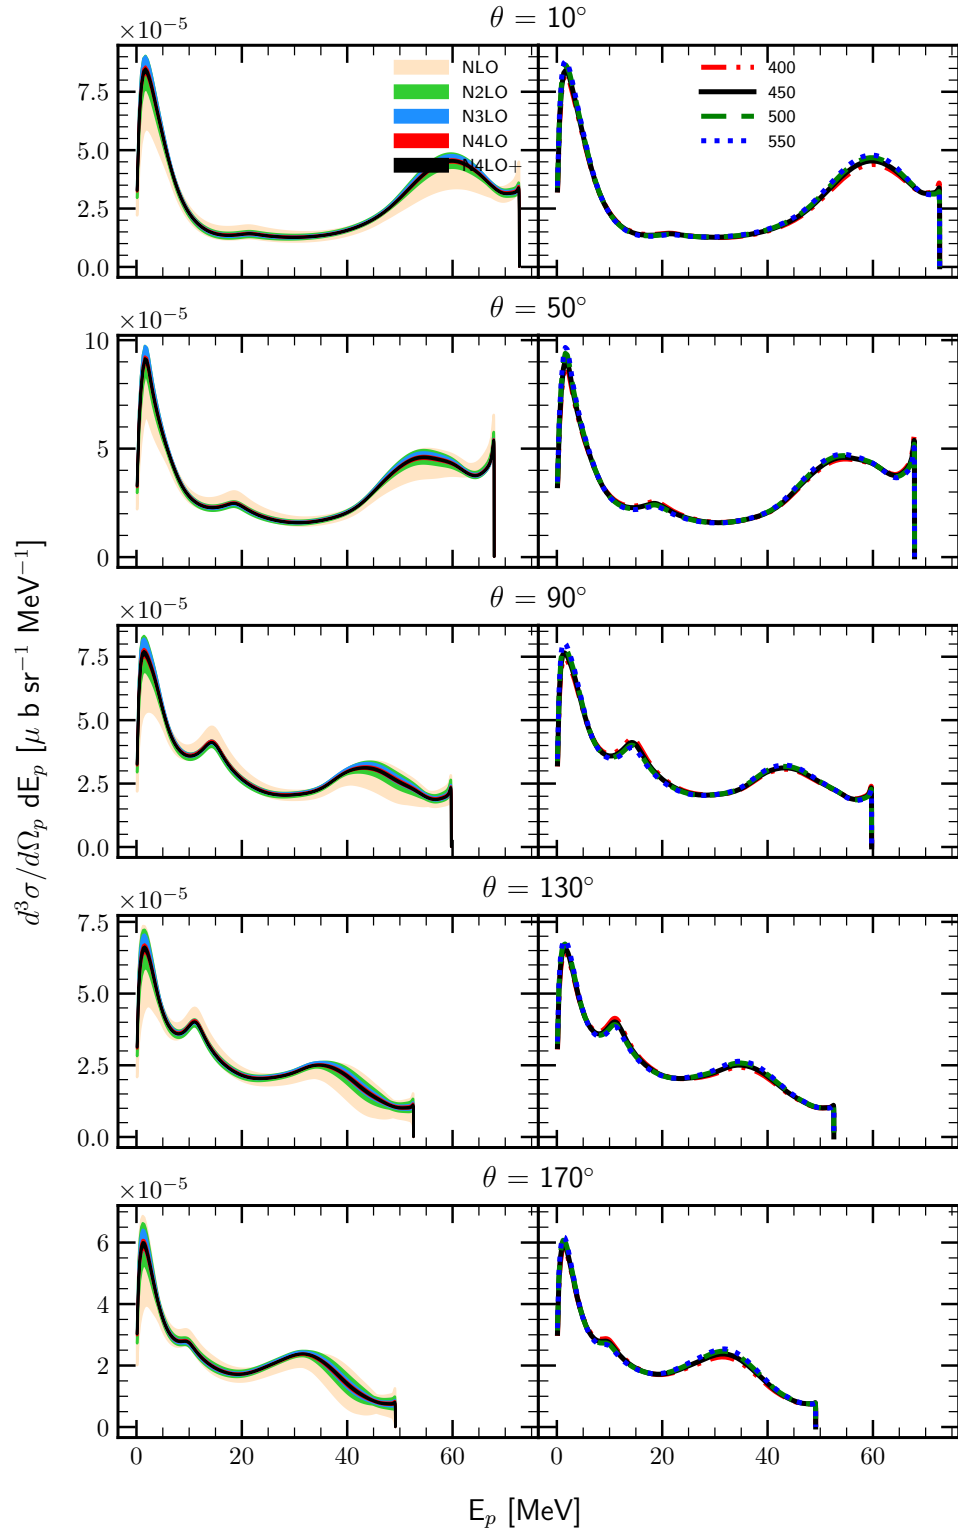 θ = 10°
×10⁻⁵
7.5
5.0
2.5
0.0
NLO
N2LO
N3LO
N4LO
N4LO+
400
450
500
550
θ = 50°
×10⁻⁵
10
5
0
θ = 90°
×10⁻⁵
7.5
5.0
2.5
0.0
d³σ/dΩₚ dEₚ [μ b sr⁻¹ MeV⁻¹]
θ = 130°
×10⁻⁵
7.5
5.0
2.5
0.0
θ = 170°
×10⁻⁵
6
4
2
0
0 20 40 60 0 20 40 60
Eₚ [MeV]